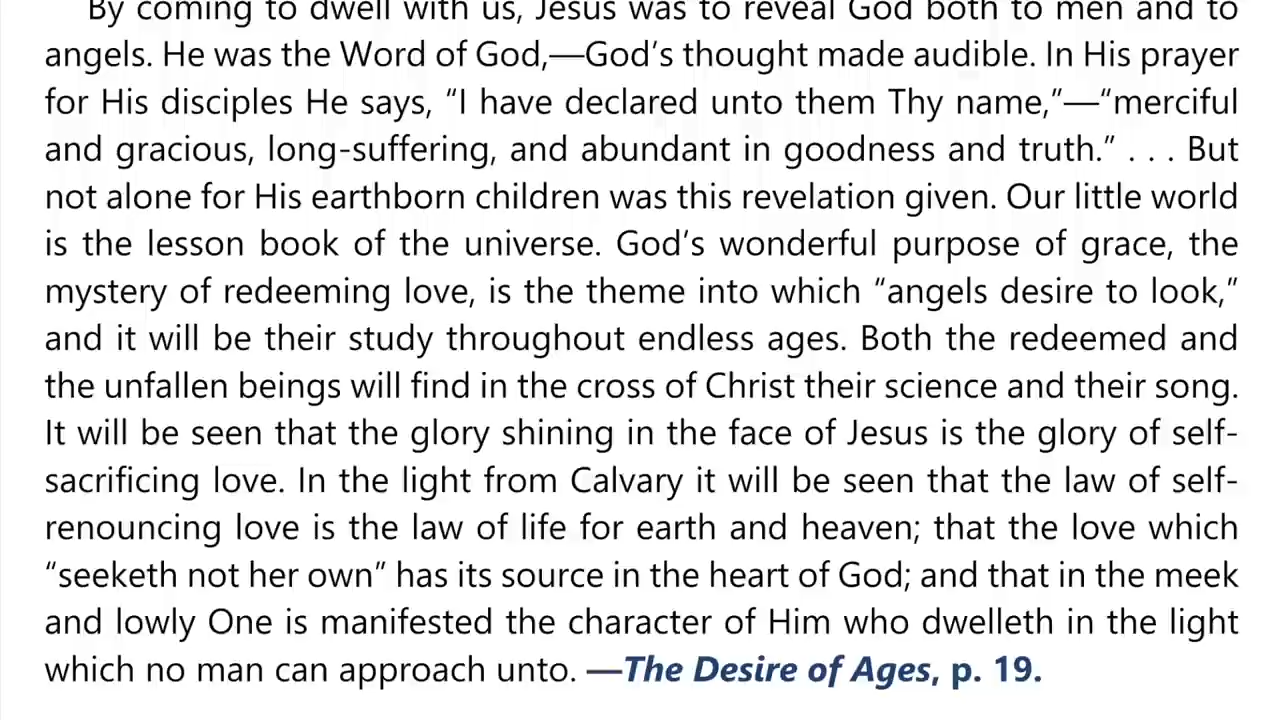 By coming to dwell with us, Jesus was to reveal God both to men and to
angels. He was the Word of God,—God’s thought made audible. In His prayer
for His disciples He says, “I have declared unto them Thy name,”—“merciful
and gracious, long-suffering, and abundant in goodness and truth.” . . . But
not alone for His earthborn children was this revelation given. Our little world
is the lesson book of the universe. God’s wonderful purpose of grace, the
mystery of redeeming love, is the theme into which “angels desire to look,”
and it will be their study throughout endless ages. Both the redeemed and
the unfallen beings will find in the cross of Christ their science and their song.
It will be seen that the glory shining in the face of Jesus is the glory of self-
sacrificing love. In the light from Calvary it will be seen that the law of self-
renouncing love is the law of life for earth and heaven; that the love which
“seeketh not her own” has its source in the heart of God; and that in the meek
and lowly One is manifested the character of Him who dwelleth in the light
which no man can approach unto. —The Desire of Ages, p. 19.